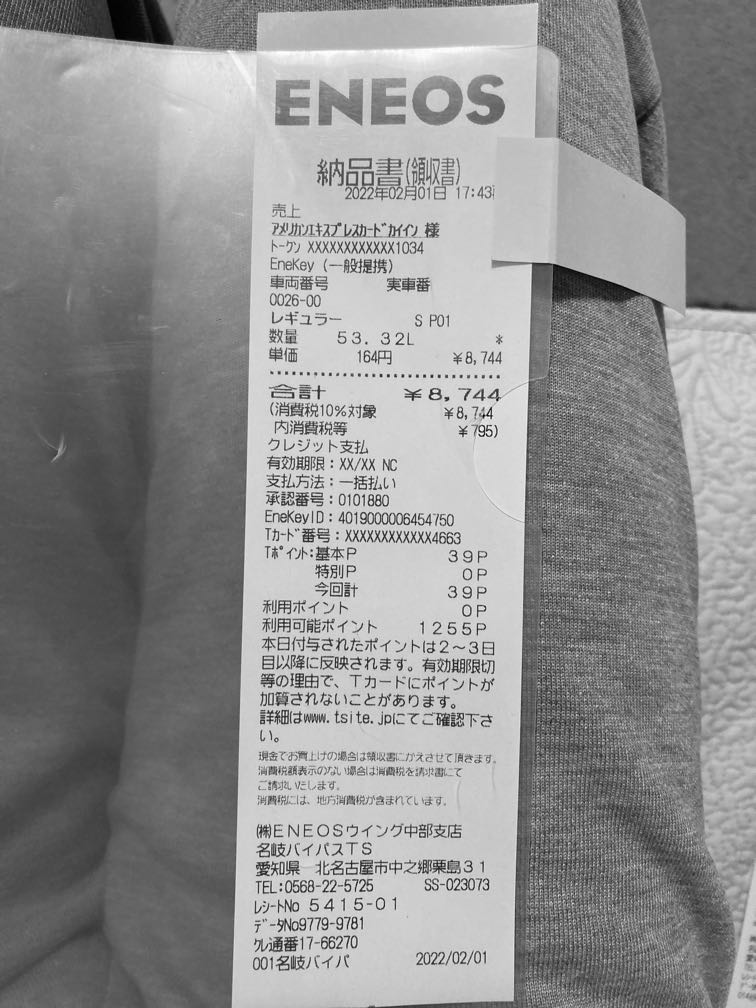 ENEOS
納品書(領収書)
2022年02月01日 17:43
売上
アメリカンエキスプレスカードカイイン 様
トークン XXXXXXXXXXXX1034
EneKey (一般提携)
車両番号 実車番
0026-00
レギュラー S P01
数量 53.32L *
単価 164円 ¥8,744
合計 ¥8,744
(消費税10%対象 ¥8,744
内消費税等 ¥795)
クレジット支払
有効期限:XX/XX NC
支払方法:一括払い
承認番号:0101880
EneKeyID:4019000006454750
Tカード番号:XXXXXXXXXXXX4663
Tポイント:基本P 39P
特別P 0P
今回計 39P
利用ポイント 0P
利用可能ポイント 1255P
本日付与されたポイントは2~3日
目以降に反映されます。有効期限切
等の理由で、Tカードにポイントが
加算されないことがあります。
詳細はwww.tsite.jpにてご確認下さ
い。
現金でお買上げの場合は領収書にかえさせて頂きます。
消費税額表示のない場合は消費税を請求書にて
ご請求いたします。
消費税には、地方消費税が含まれています。
(株)ENEOSウイング中部支店
名岐バイパスTS
愛知県 北名古屋市中之郷栗島31
TEL:0568-22-5725 SS-023073
レシートNo 5415-01
データNo9779-9781
クレ通番17-66270
001名岐バイパ 2022/02/01